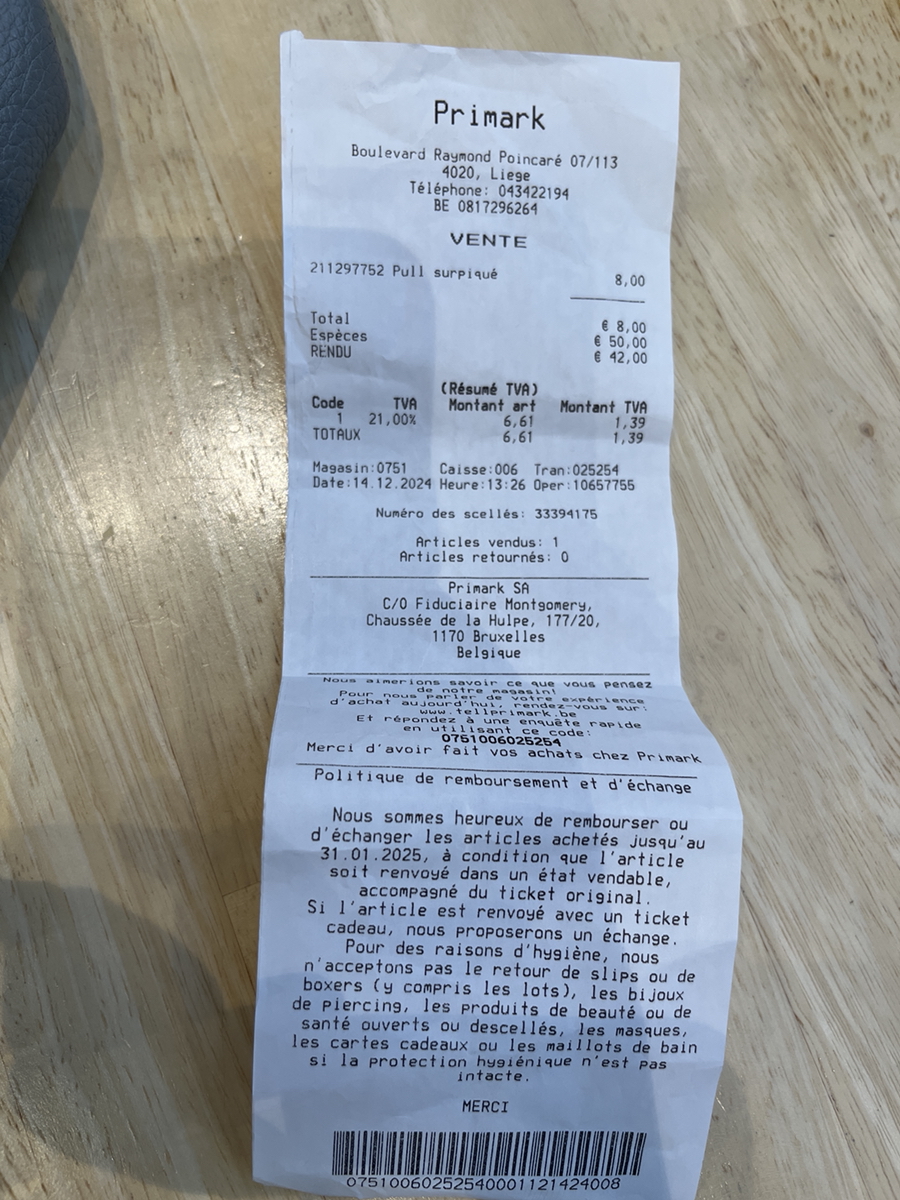 Primark
Boulevard Raymond Poincaré 07/113
4020, Liege
Téléphone: 043422194
BE 0817296264
VENTE
211297752 Pull surpiqué 8,00
Total € 8,00
Espèces € 50,00
RENDU € 42,00
(Résumé TVA)
Code TVA Montant art Montant TVA
1 21,00% 6,61 1,39
TOTAUX 6,61 1,39
Magasin:0751 Caisse:006 Tran:025254
Date:14.12.2024 Heure:13:26 Oper:10657755
Numéro des scellés: 33394175
Articles vendus: 1
Articles retournés: 0
Primark SA
C/O Fiduciaire Montgomery,
Chaussée de la Hulpe, 177/20,
1170 Bruxelles
Belgique
Nous aimerions savoir ce que vous pensez
de notre magasin!
Pour nous parler de votre expérience
d'achat aujourd'hui, rendez-vous sur:
www.tellprimark.be
Et répondez à une enquête rapide
en utilisant ce code:
0751006025254
Merci d'avoir fait vos achats chez Primark
Politique de remboursement et d'échange
Nous sommes heureux de rembourser ou
d'échanger les articles achetés jusqu'au
31.01.2025, à condition que l'article
soit renvoyé dans un état vendable,
accompagné du ticket original.
Si l'article est renvoyé avec un ticket
cadeau, nous proposerons un échange.
Pour des raisons d'hygiène, nous
n'acceptons pas le retour de slips ou de
boxers (y compris les lots), les bijoux
de piercing, les produits de beauté ou de
santé ouverts ou descellés, les masques,
les cartes cadeaux ou les maillots de bain
si la protection hygiénique n'est pas
intacte.
MERCI
07510060252540001121424008